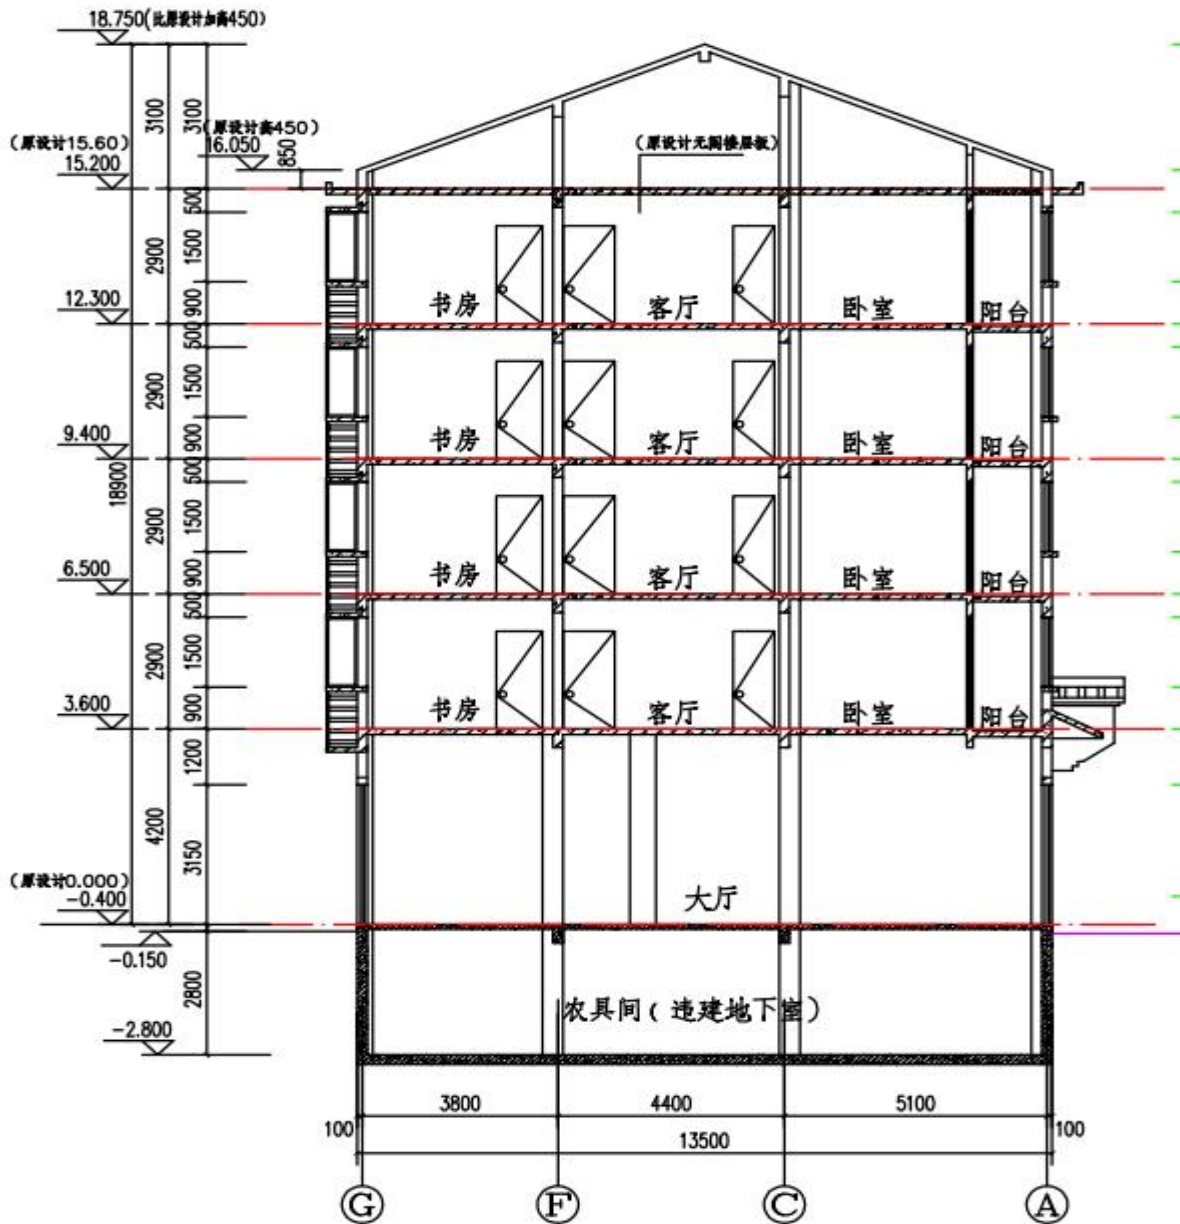 18.750(比原设计加高450)
3100
3100
(原设计高450)
(原设计15.60)
16.050
850
(原设计无阁楼层板)
15.200
500
2900
1500
12.300
900
书房
客厅
卧室
阳台
500
2900
1500
9.400
900
书房
客厅
卧室
阳台
18900
500
2900
1500
6.500
900
书房
客厅
卧室
阳台
500
2900
1500
3.600
900
书房
客厅
卧室
阳台
1200
4200
3150
(原设计0.000)
-0.400
大厅
-0.150
2800
-2.800
农具间(违建地下室)
3800
4400
5100
100
13500
100
G
F
C
A